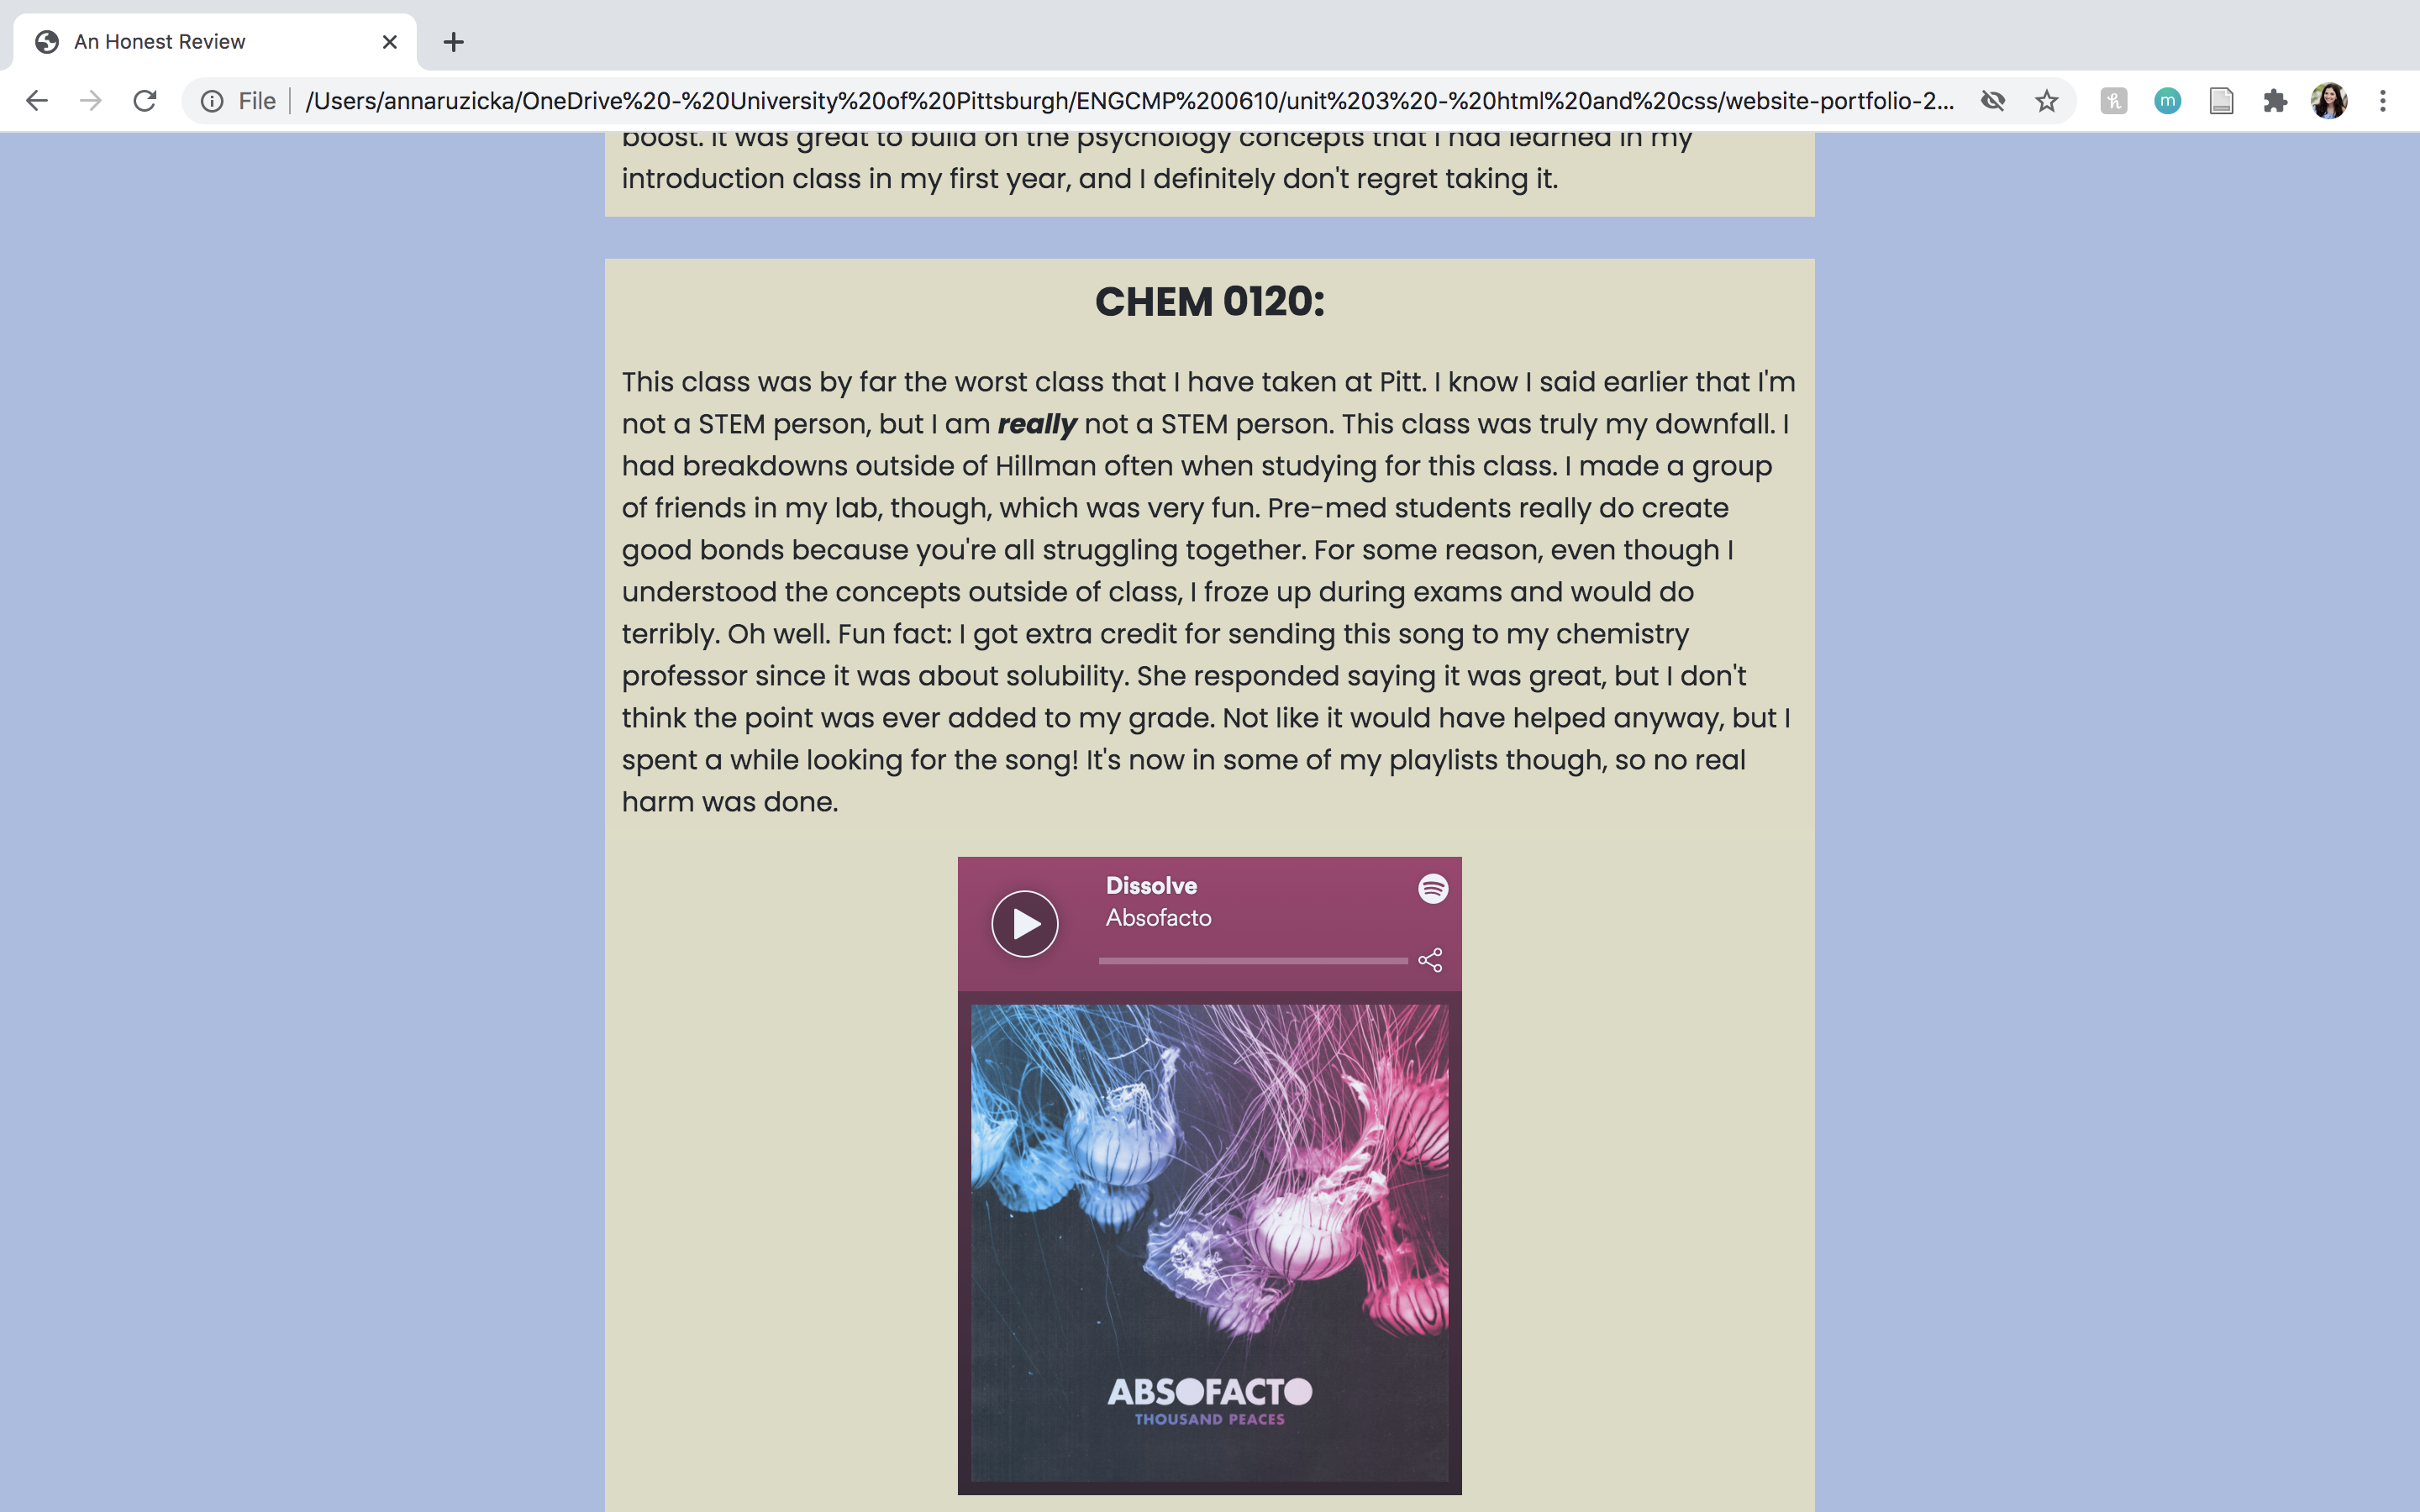 An Honest Review
File
/Users/annaruzicka/OneDrive%20-%20University%20of%20Pittsburgh/ENGCMP%200610/unit%203%20-%20html%20and%20css/website-portfolio-2...
boost. It was great to build on the psychology concepts that I had learned in my
introduction class in my first year, and I definitely don't regret taking it.
CHEM 0120:
This class was by far the worst class that I have taken at Pitt. I know I said earlier that I'm
not a STEM person, but I am really not a STEM person. This class was truly my downfall. I
had breakdowns outside of Hillman often when studying for this class. I made a group
of friends in my lab, though, which was very fun. Pre-med students really do create
good bonds because you're all struggling together. For some reason, even though I
understood the concepts outside of class, I froze up during exams and would do
terribly. Oh well. Fun fact: I got extra credit for sending this song to my chemistry
professor since it was about solubility. She responded saying it was great, but I don't
think the point was ever added to my grade. Not like it would have helped anyway, but I
spent a while looking for the song! It's now in some of my playlists though, so no real
harm was done.
Dissolve
Absofacto
ABSOFACTO
THOUSAND PEACES